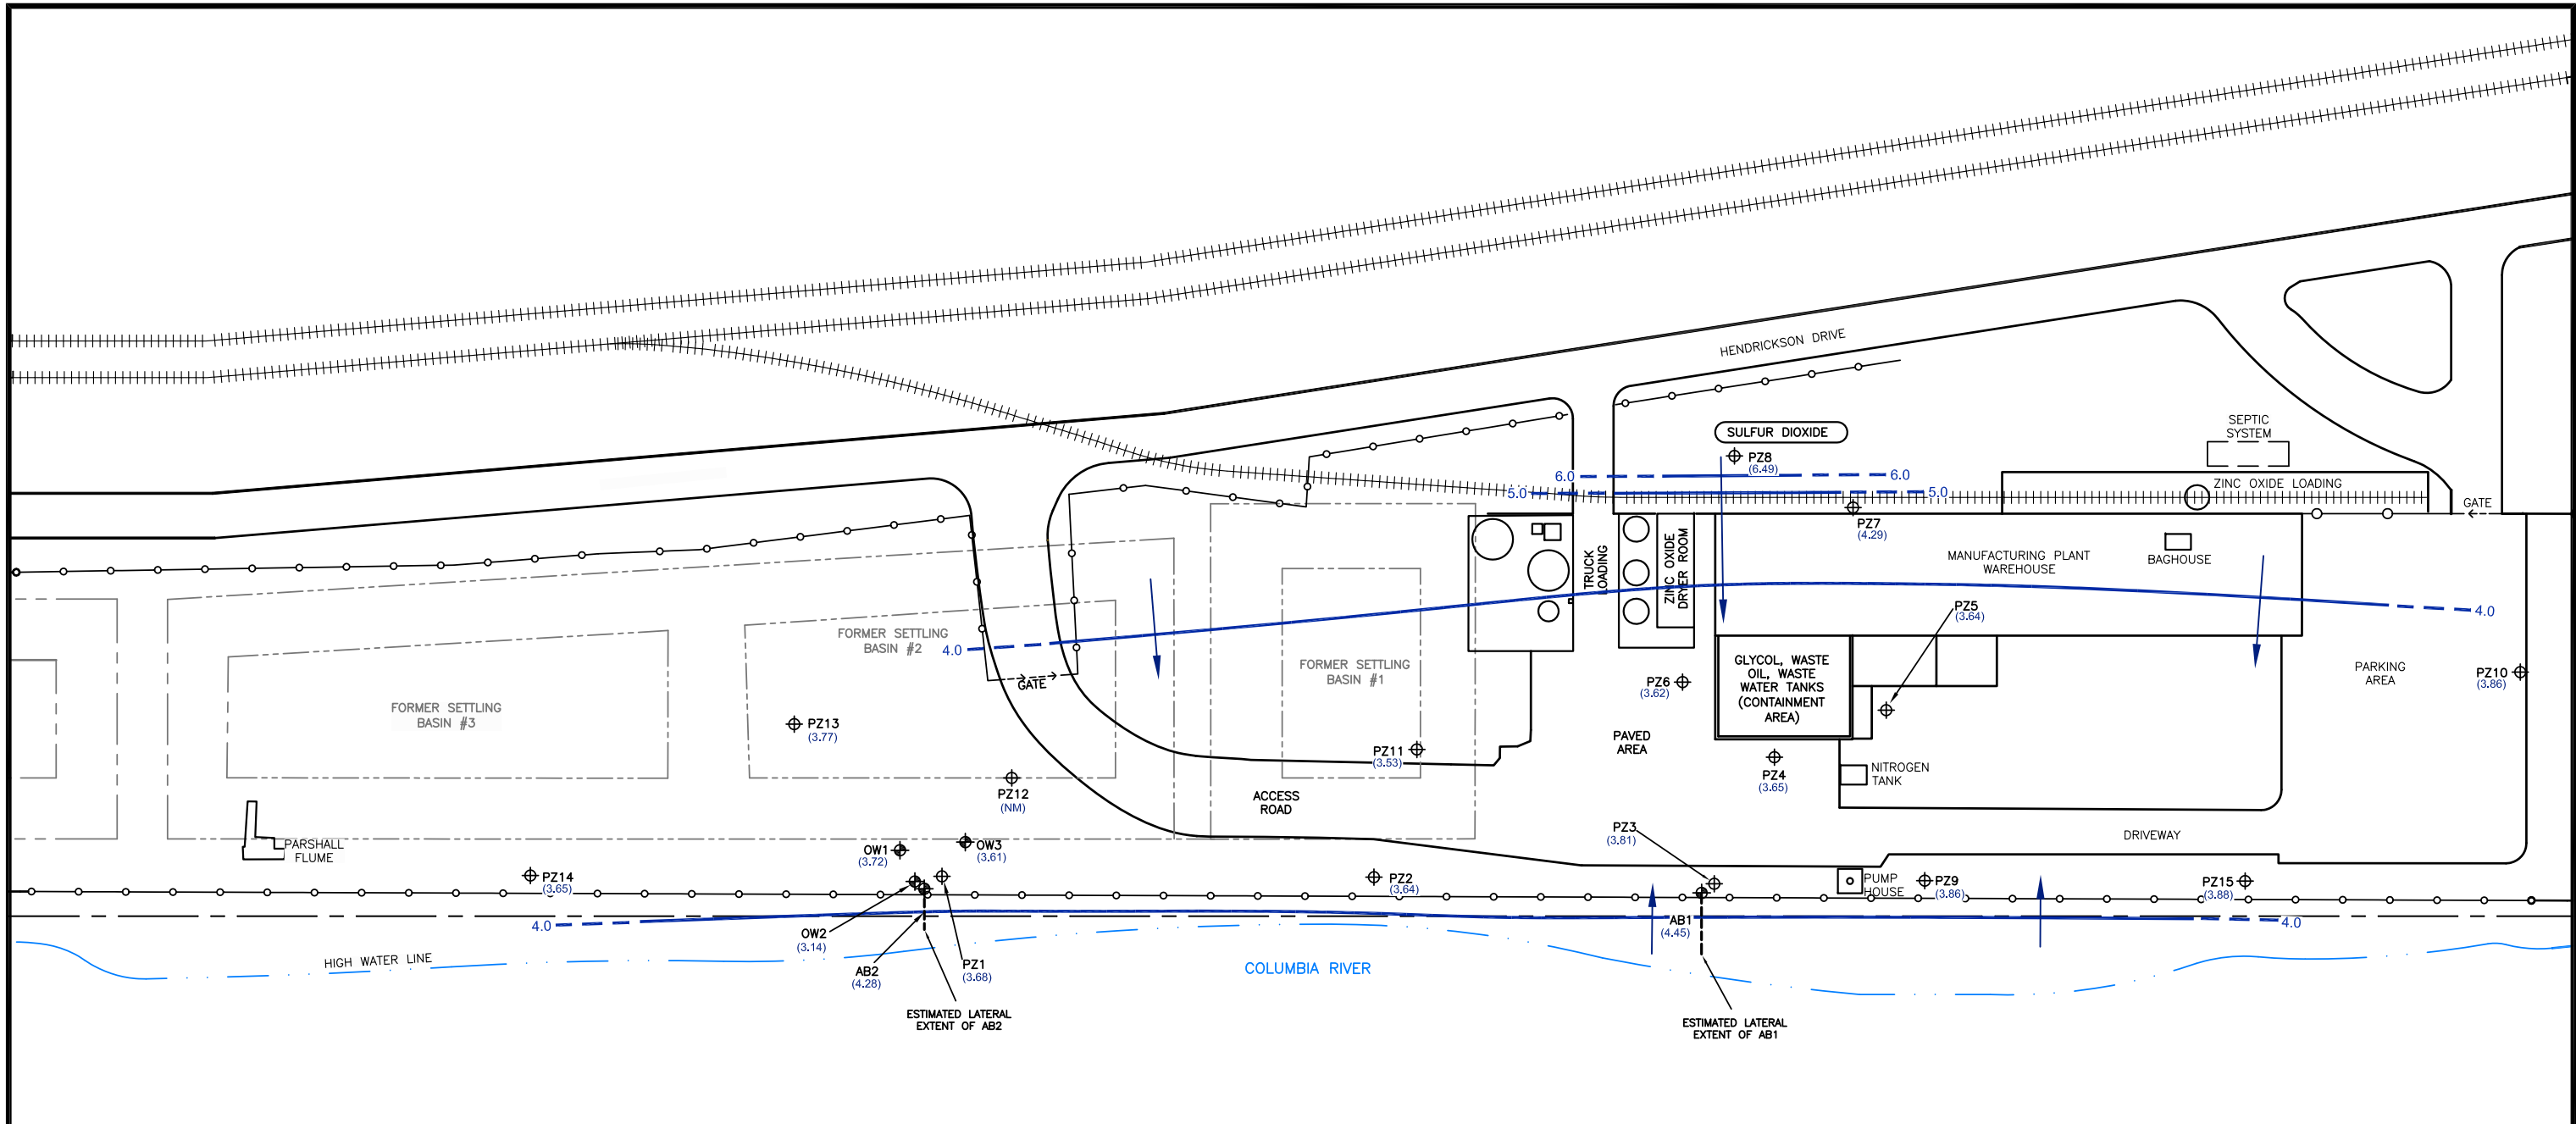 HENDRICKSON DRIVE
SULFUR DIOXIDE
PZ8
(6.49)
6.0
6.0
5.0
5.0
SEPTIC
SYSTEM
ZINC OXIDE LOADING
GATE
PZ7
(4.29)
TRUCK
LOADING
ZINC OXIDE
DRYER ROOM
MANUFACTURING PLANT
WAREHOUSE
BAGHOUSE
PZ5
(3.64)
4.0
4.0
FORMER SETTLING
BASIN #2
FORMER SETTLING
BASIN #1
GATE
GLYCOL, WASTE
OIL, WASTE
WATER TANKS
(CONTAINMENT
AREA)
PZ6
(3.62)
PARKING
AREA
PZ10
(3.86)
FORMER SETTLING
BASIN #3
PZ13
(3.77)
PZ11
(3.53)
PAVED
AREA
PZ12
(NM)
ACCESS
ROAD
PZ4
(3.65)
NITROGEN
TANK
PARSHALL
FLUME
OW1
(3.72)
OW3
(3.61)
PZ3
(3.81)
DRIVEWAY
PZ14
(3.65)
PZ2
(3.64)
PUMP
HOUSE
PZ9
(3.86)
PZ15
(3.88)
4.0
4.0
OW2
(3.14)
AB1
(4.45)
HIGH WATER LINE
AB2
(4.28)
PZ1
(3.68)
COLUMBIA RIVER
ESTIMATED LATERAL
EXTENT OF AB2
ESTIMATED LATERAL
EXTENT OF AB1